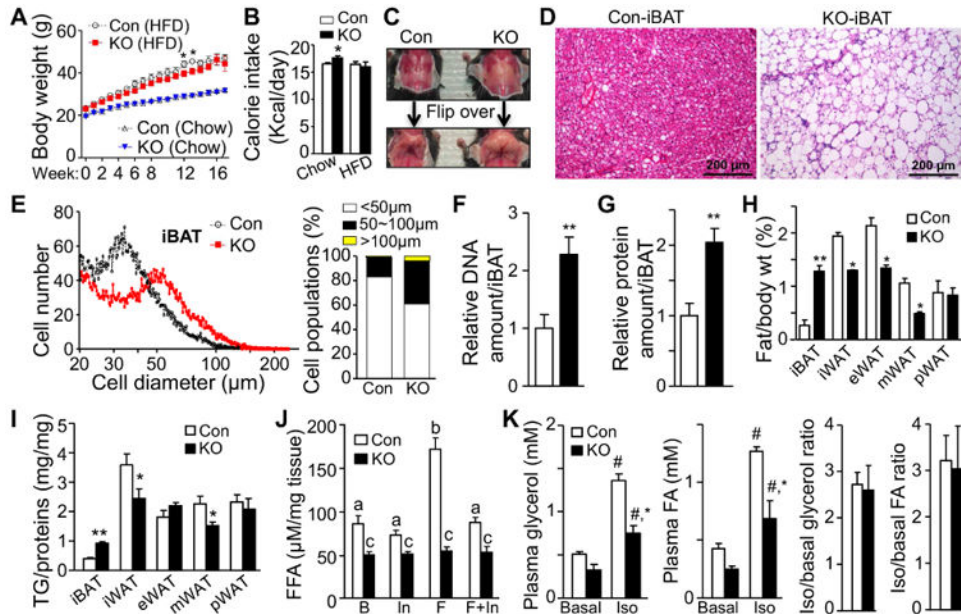 A
Body weight (g)
60
40
20
0
Con (HFD)
KO (HFD)
* *
Con (Chow)
KO (Chow)
Week: 0 2 4 6 8 12 16
B
Calorie intake
(Kcal/day)
Con
KO
25
20
15
10
5
0
*
Chow HFD
C
Con KO
Flip over
D
Con-iBAT KO-iBAT
200 µm 200 µm
E
Cell number
80
60
40
20
0
iBAT
Con
KO
20 30 50 100 200
Cell diameter (µm)
<50µm
50~100µm
>100µm
Cell populations (%)
100
80
60
40
20
0
Con KO
F
Relative DNA
amount/iBAT
3
2
1
0
**
G
Relative protein
amount/iBAT
2
1
0
**
H
Fat/body wt (%)
Con
KO
2.5
2.0
1.5
1.0
0.5
0.0
** * * *
iBAT iWAT eWAT mWAT pWAT
I
TG/proteins (mg/mg)
5
4
3
2
1
0
Con
KO
** * *
iBAT iWAT eWAT mWAT pWAT
J
FFA (µM/mg tissue)
200
150
100
50
0
Con
KO
a c a c b c a c
B In F F+In
K
Plasma glycerol (mM)
Con
KO
2
1
0
#
#,*
Basal Iso
Plasma FA (mM)
1
0
#
#,*
Basal Iso
Iso/basal glycerol ratio
Iso/basal FA ratio
4
3
2
1
0